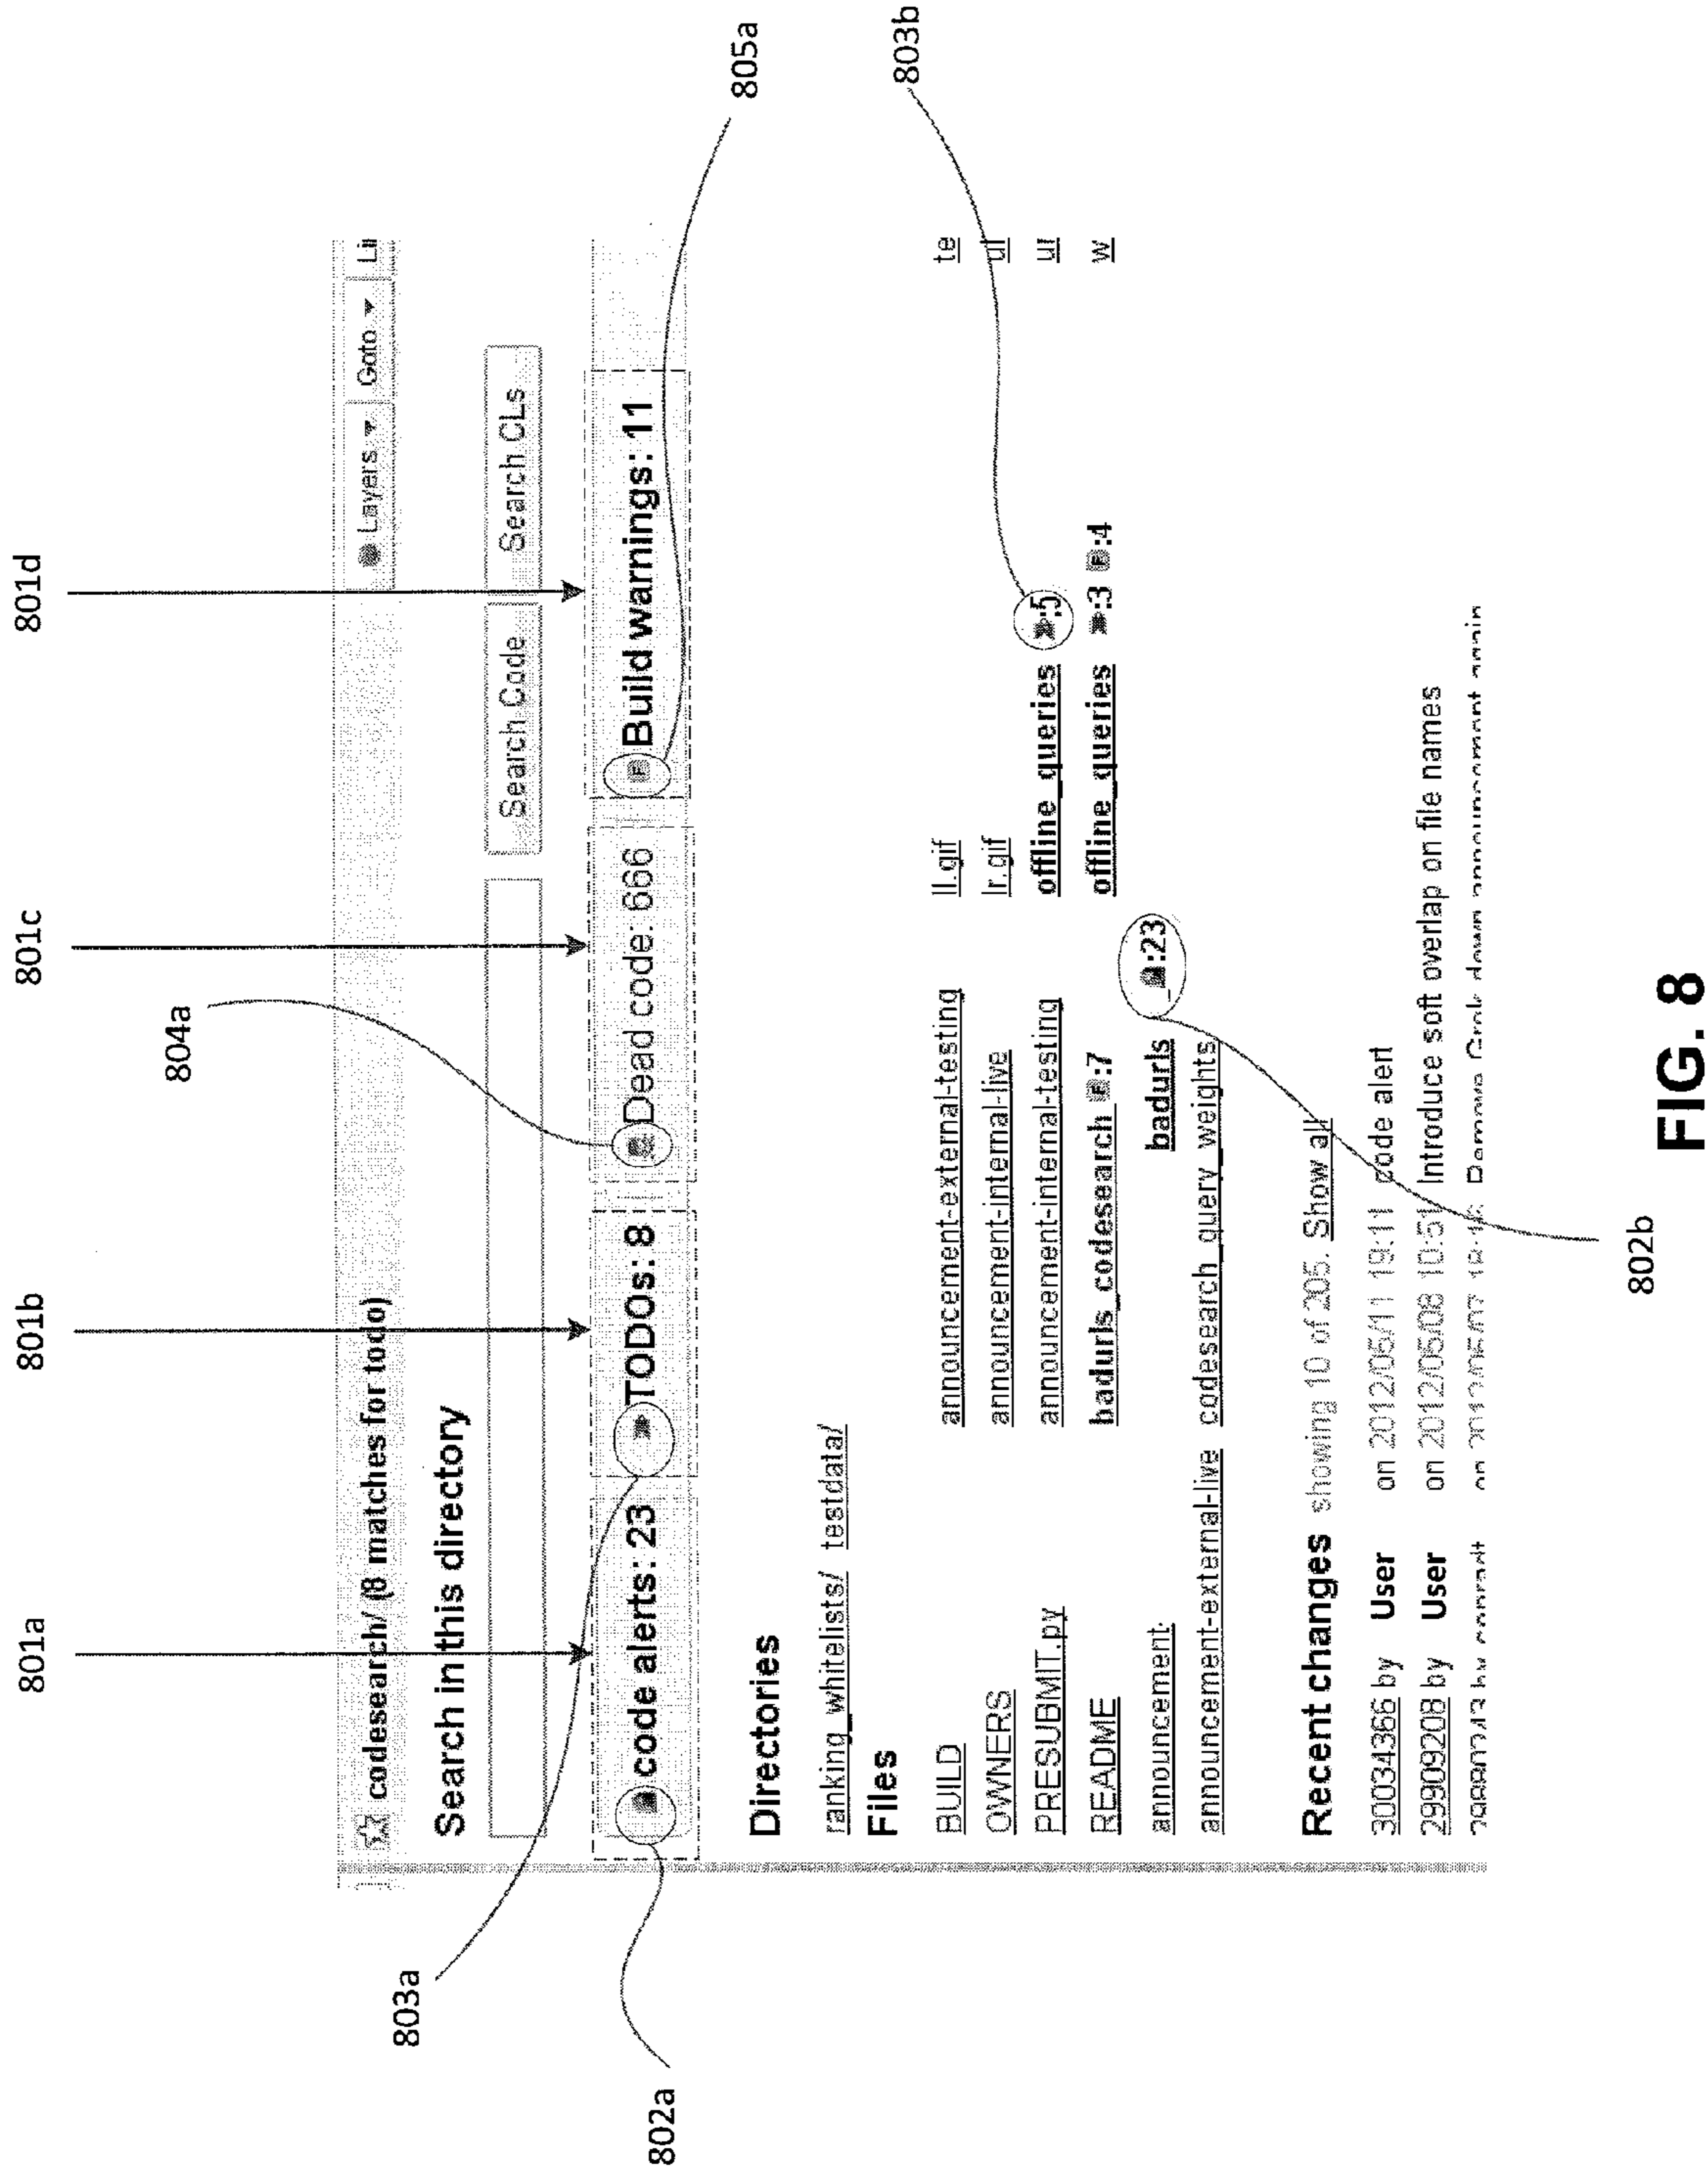 801a 801b 801c 801d
804a
803a
802a
805a
803b
codesearch/ (8 matches for todo) Layers Goto
Search in this directory
Search Code Search CLs
code alerts: 23 TODOs: 8 Dead code: 666 F Build warnings: 11
Directories
ranking_whitelists/ testdata/
Files
BUILD announcement-external-testing ll.gif te
OWNERS announcement-internal-live lr.gif ul
PRESUBMIT.py announcement-internal-testing offline_queries :5 ul
README badurls_codesearch F:7 offline_queries :3 F:4 w
announcement- badurls :23
announcement-external-live codesearch_query_weights
Recent changes showing 10 of 205. Show all
30034366 by User on 2012/05/11 19:11 code alert
29909208 by User on 2012/05/08 10:51 Introduce soft overlap on file names
802b
FIG. 8